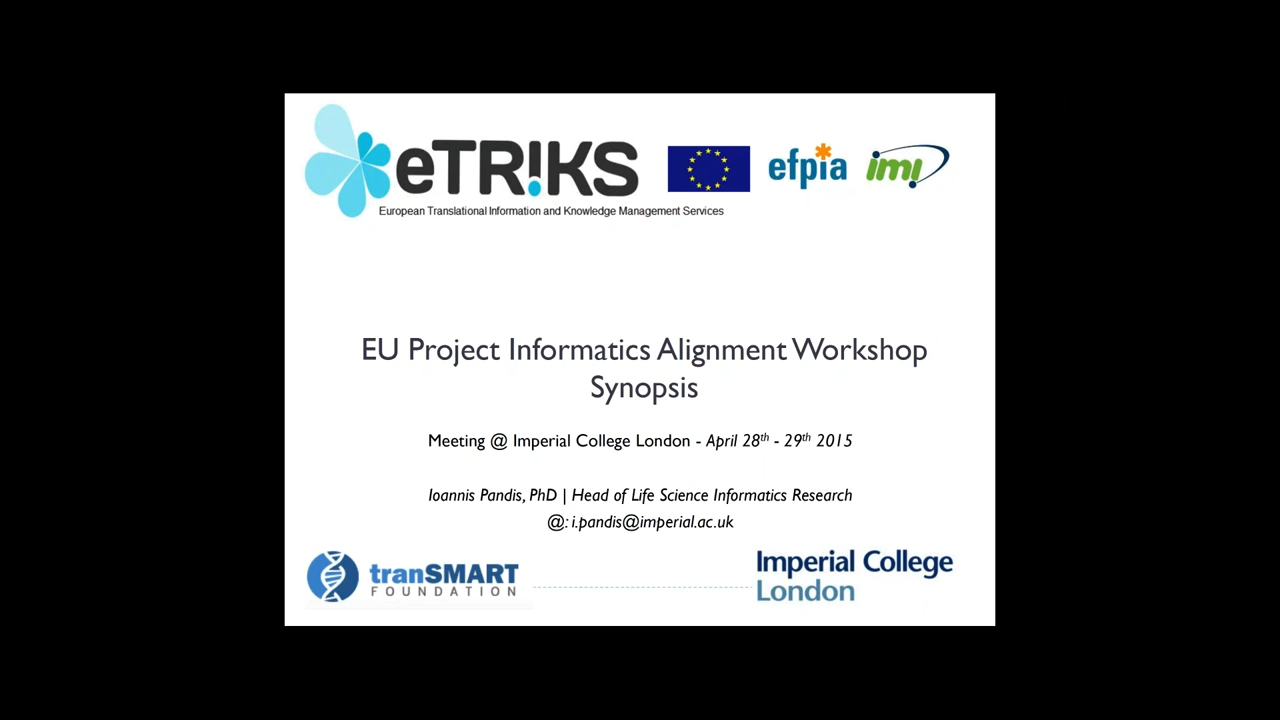 eTR!KS
efpia
imi
European Translational Information and Knowledge Management Services
EU Project Informatics Alignment Workshop
Synopsis
Meeting @ Imperial College London - April 28th - 29th 2015
Ioannis Pandis, PhD | Head of Life Science Informatics Research
@: i.pandis@imperial.ac.uk
tranSMART
FOUNDATION
Imperial College
London